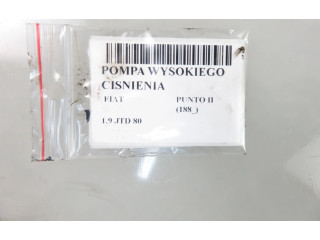 POMPA WYSOKIEGO
CISNIENIA
FIAT PUNTO II
(188_)
1.9 JTD 80